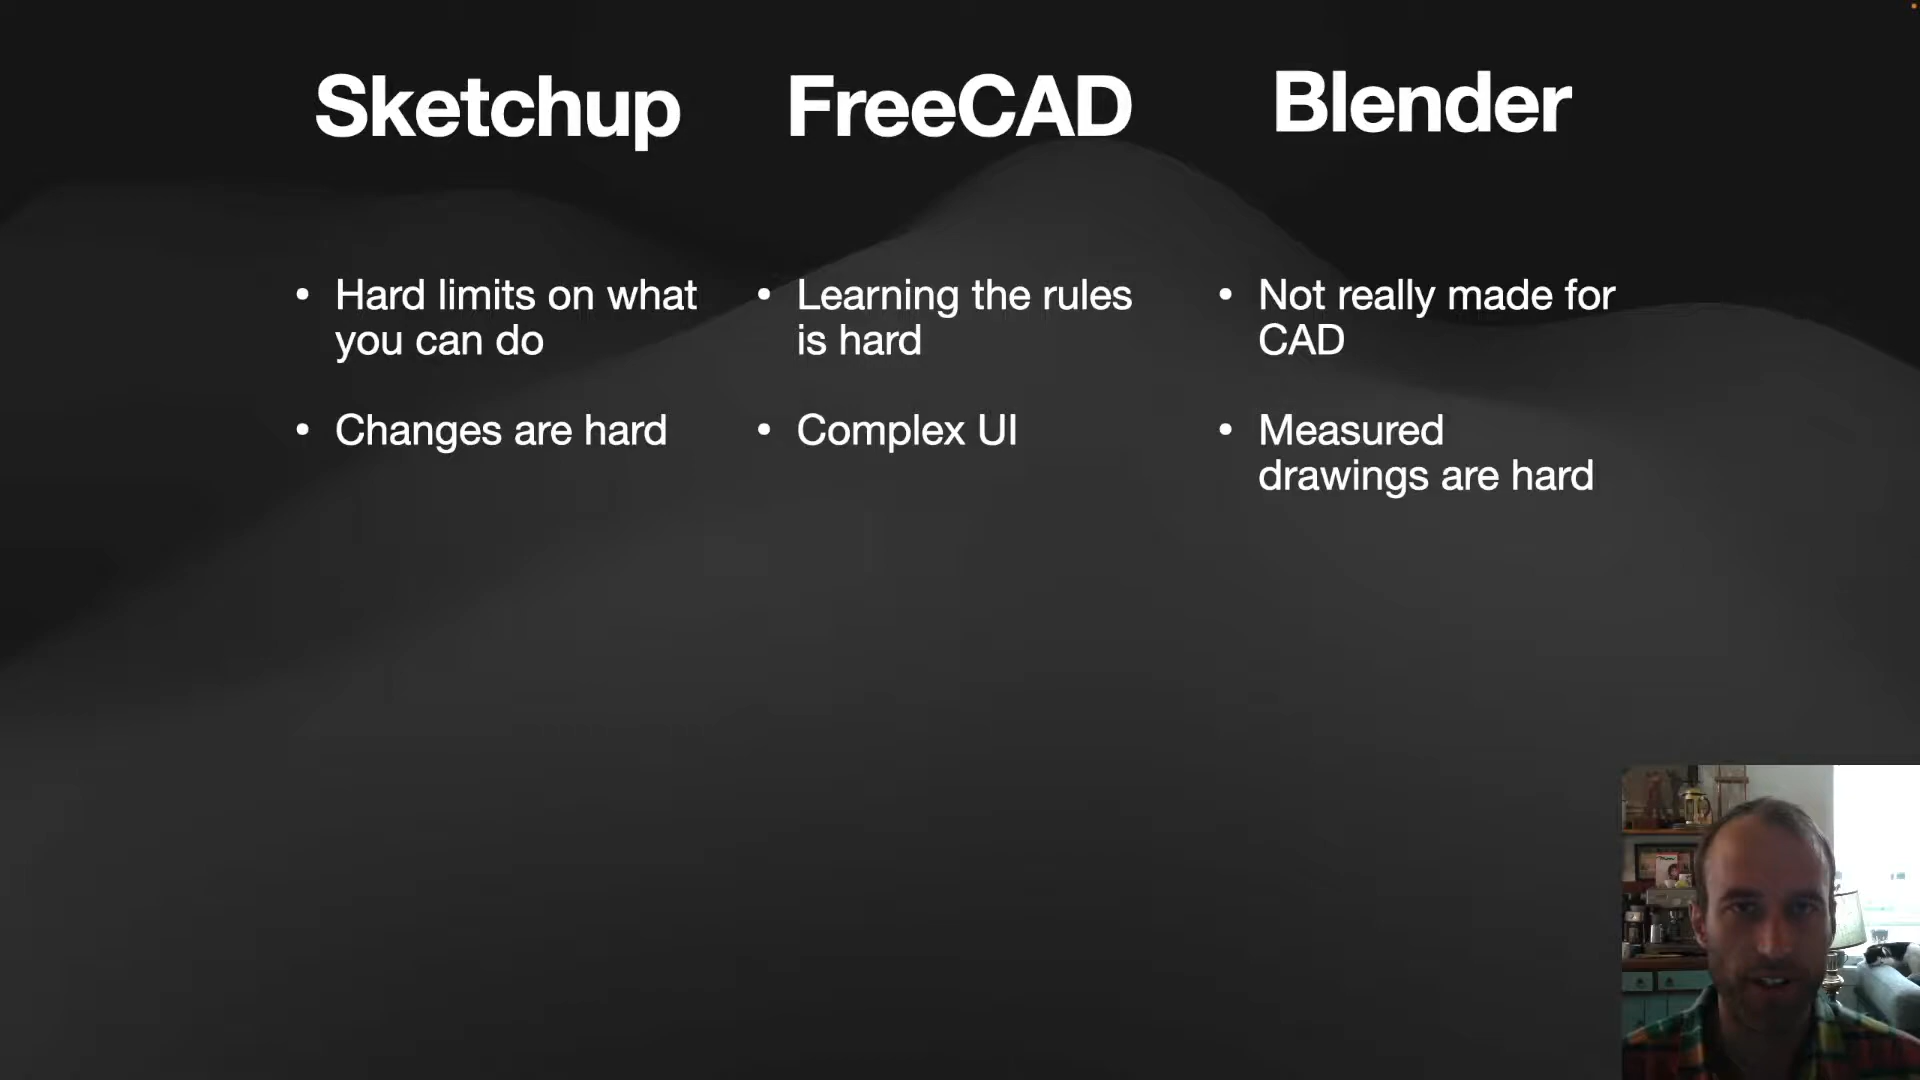 Sketchup
FreeCAD
Blender
• Hard limits on what
you can do
• Changes are hard
• Learning the rules
is hard
• Complex UI
• Not really made for
CAD
• Measured
drawings are hard